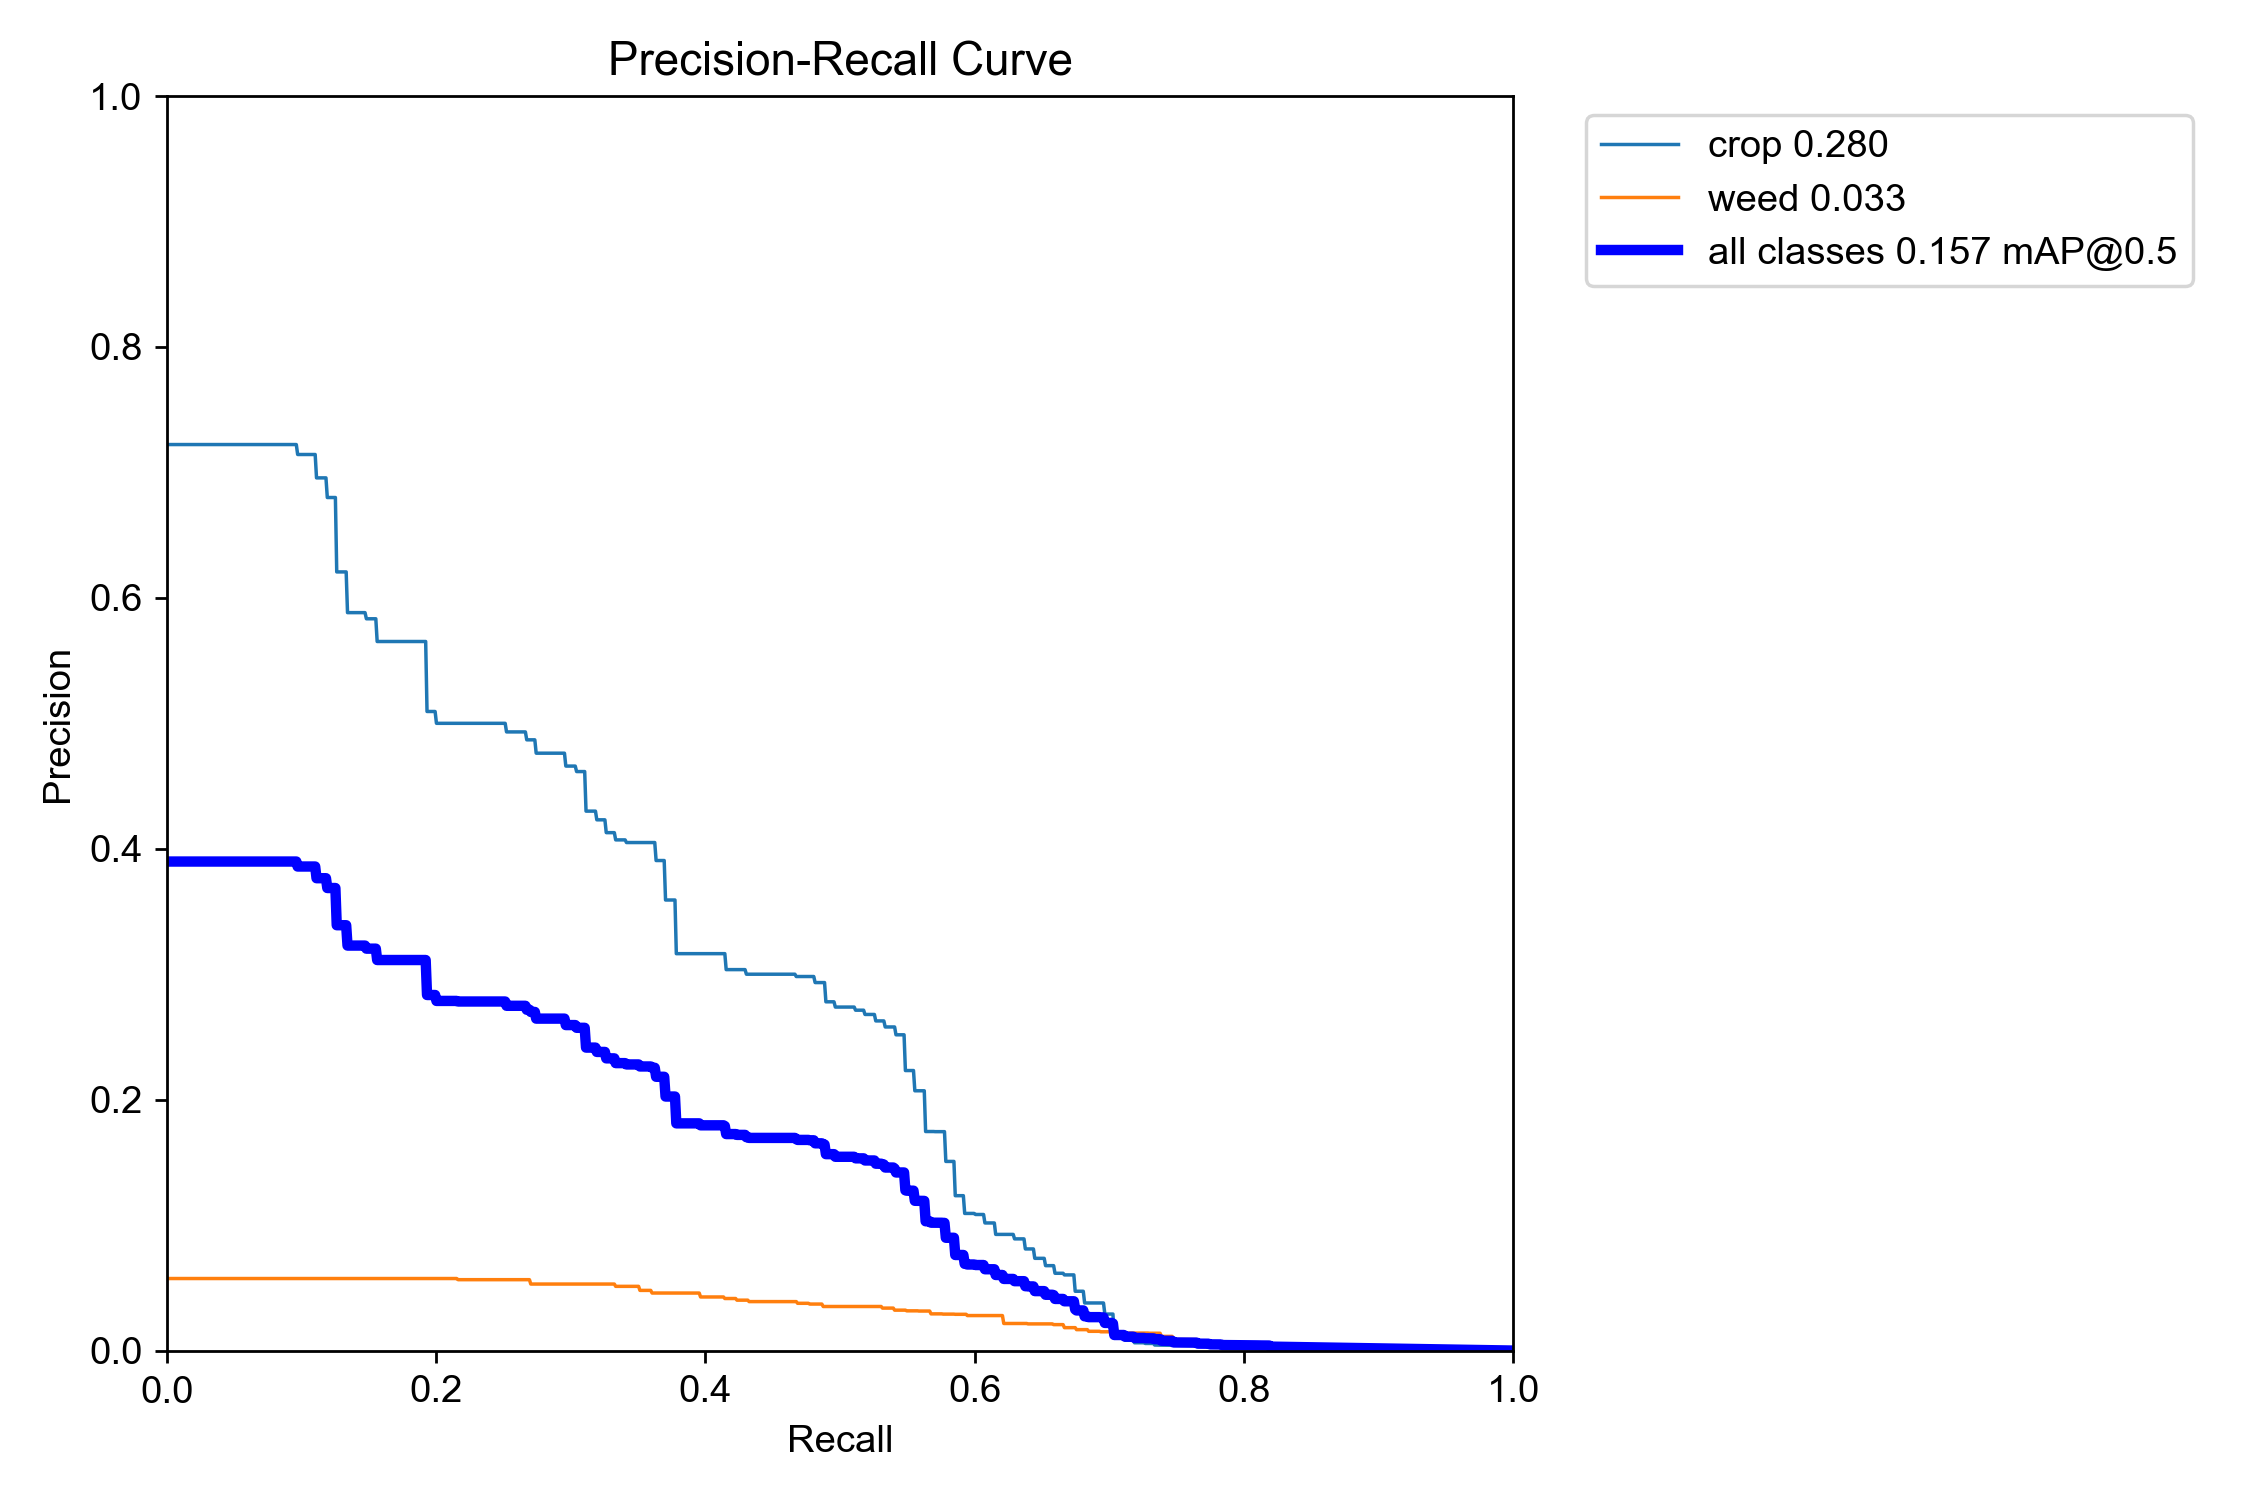 Precision-Recall Curve
1.0
0.8
0.6
0.4
0.2
0.0
Precision
0.0 0.2 0.4 0.6 0.8 1.0
Recall
crop 0.280
weed 0.033
all classes 0.157 mAP@0.5